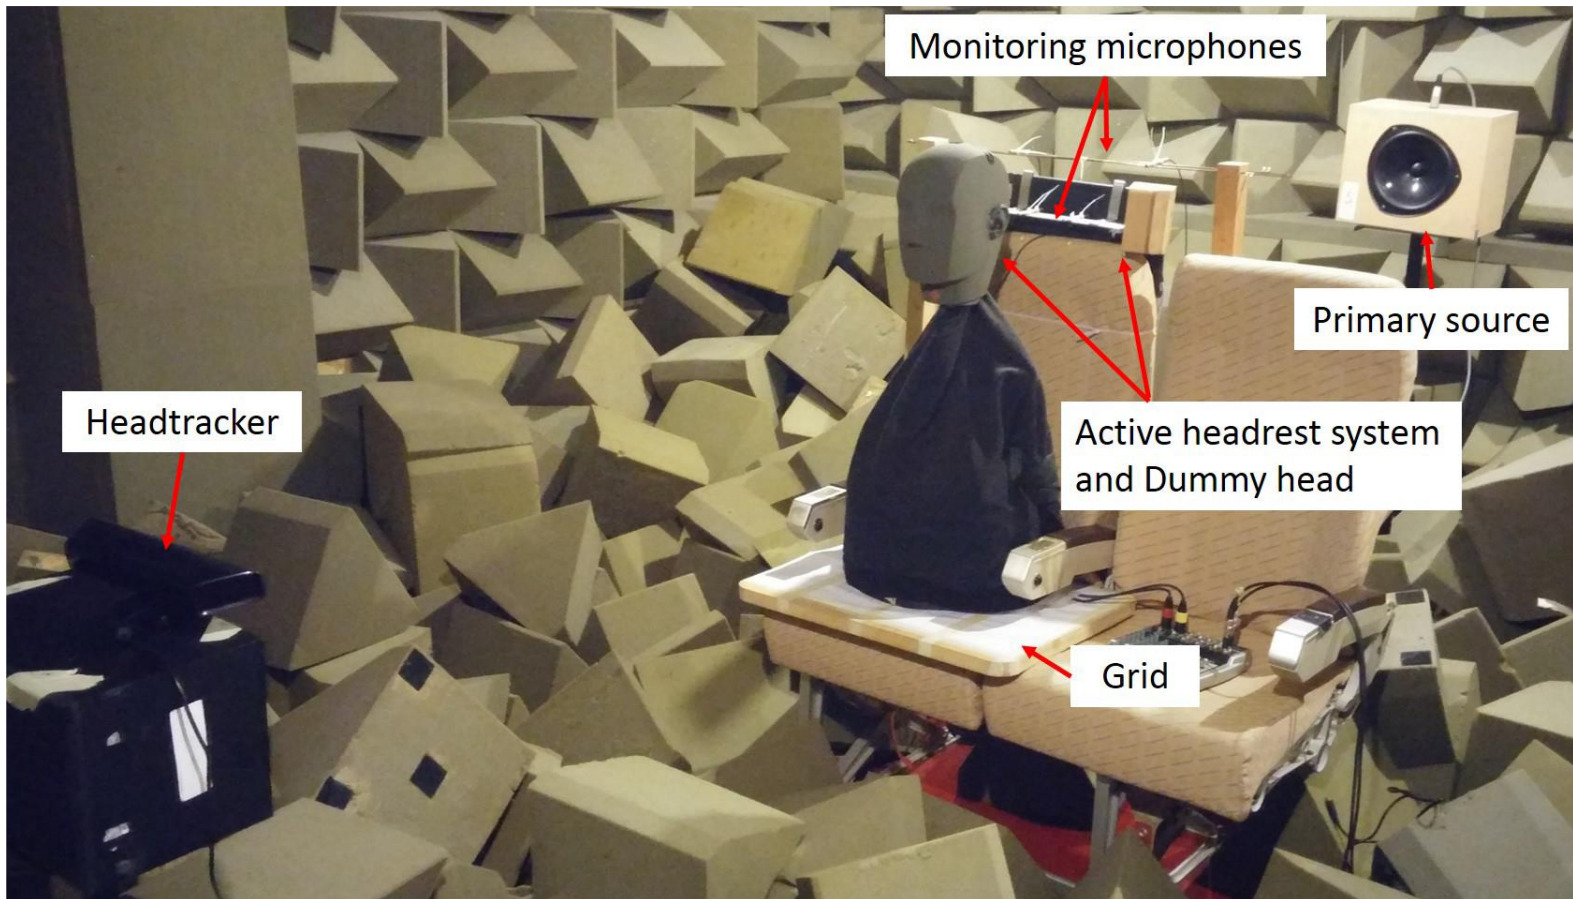 Monitoring microphones
Primary source
Headtracker
Active headrest system
and Dummy head
Grid